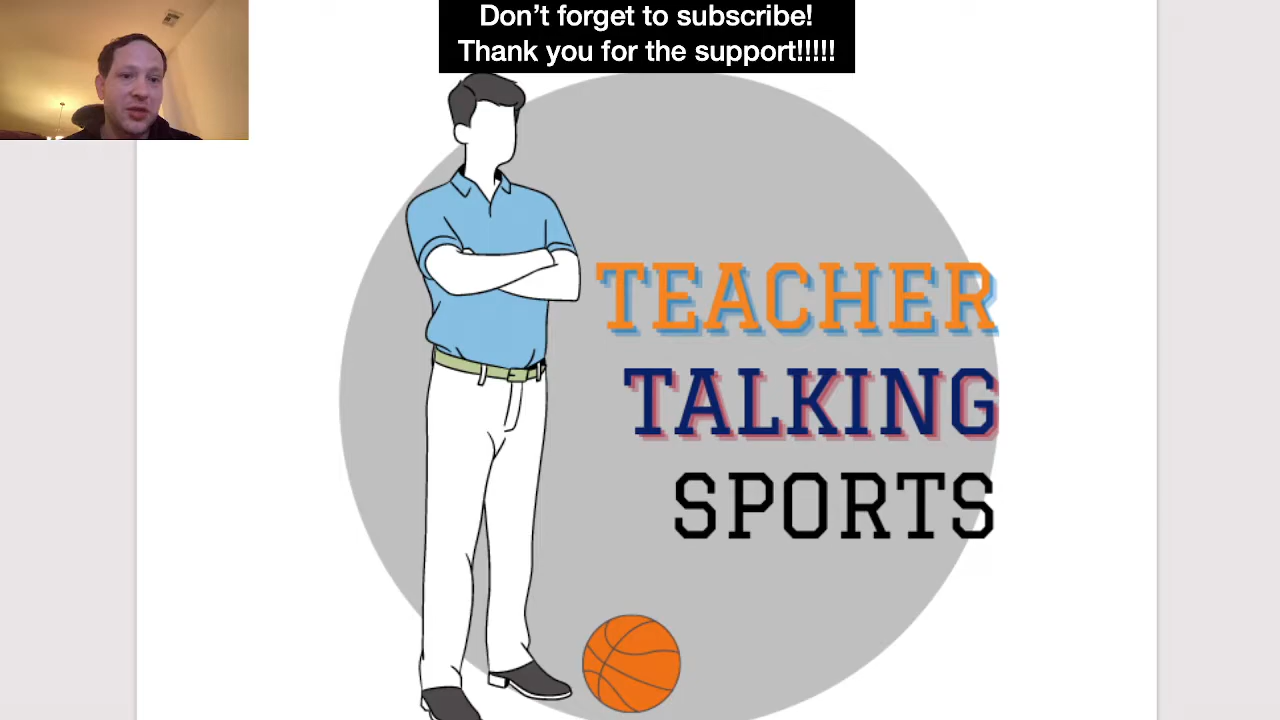 Don’t forget to subscribe!
Thank you for the support!!!!!
TEACHER
TALKING
SPORTS